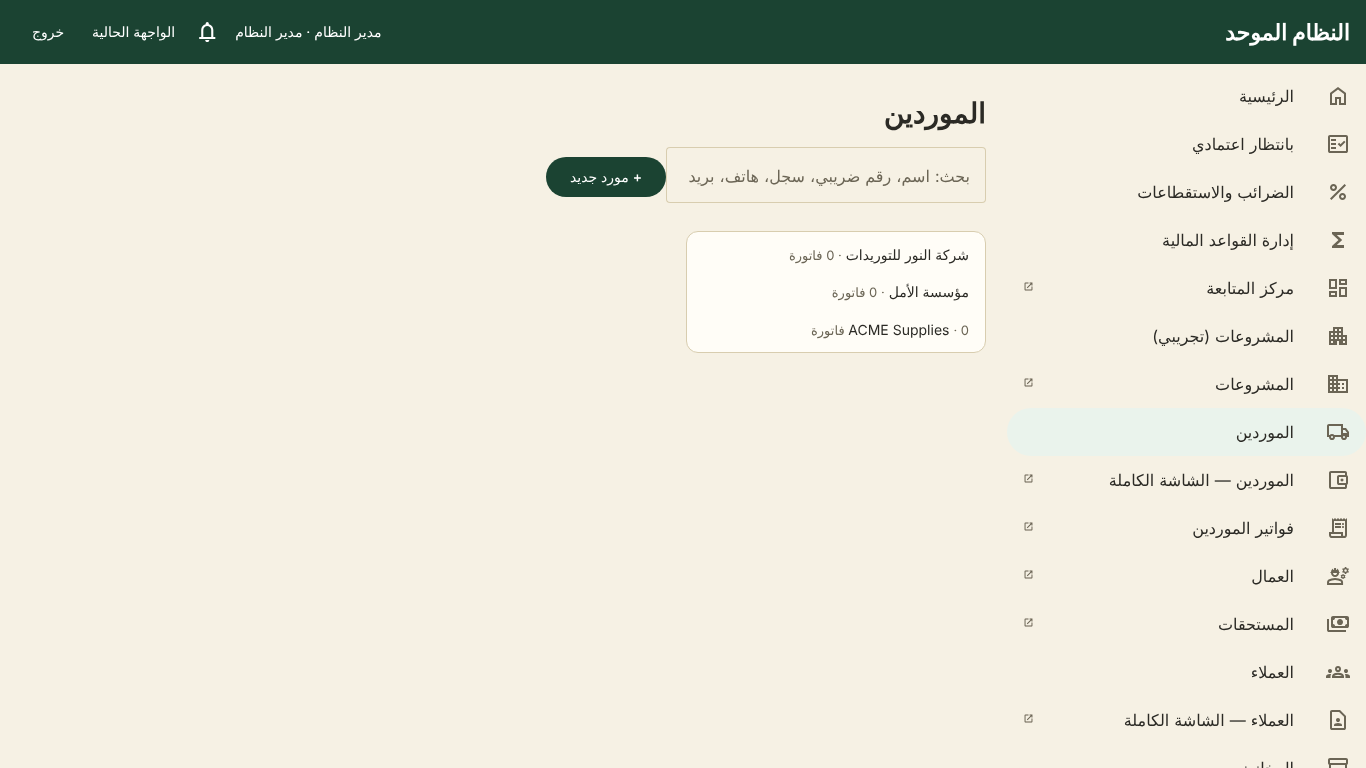 النظام الموحد
مدير النظام · مدير النظام
الواجهة الحالية
خروج
الرئيسية
بانتظار اعتمادي
الضرائب والاستقطاعات
إدارة القواعد المالية
مركز المتابعة
المشروعات (تجريبي)
المشروعات
الموردين
الموردين — الشاشة الكاملة
فواتير الموردين
العمال
المستحقات
العملاء
العملاء — الشاشة الكاملة
الموردين
بحث: اسم، رقم ضريبي، سجل، هاتف، بريد
+ مورد جديد
شركة النور للتوريدات · 0 فاتورة
مؤسسة الأمل · 0 فاتورة
ACME Supplies · 0 فاتورة